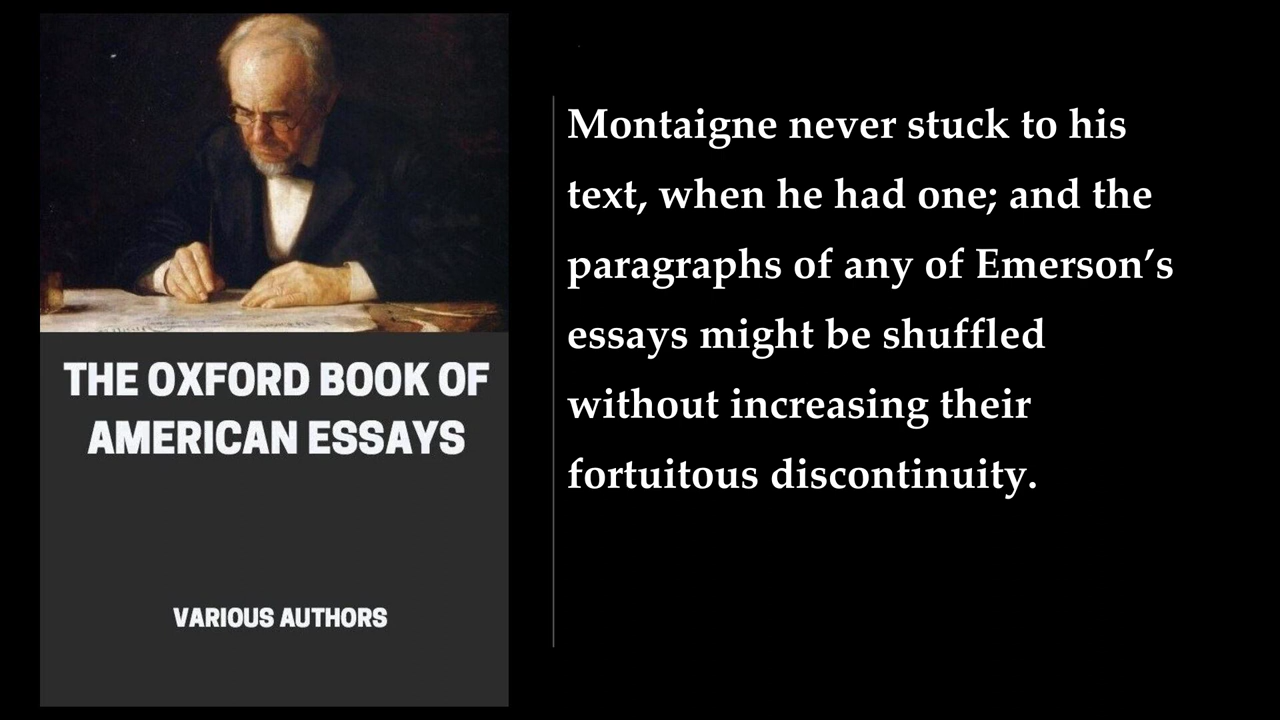 THE OXFORD BOOK OF
AMERICAN ESSAYS
VARIOUS AUTHORS
Montaigne never stuck to his
text, when he had one; and the
paragraphs of any of Emerson’s
essays might be shuffled
without increasing their
fortuitous discontinuity.